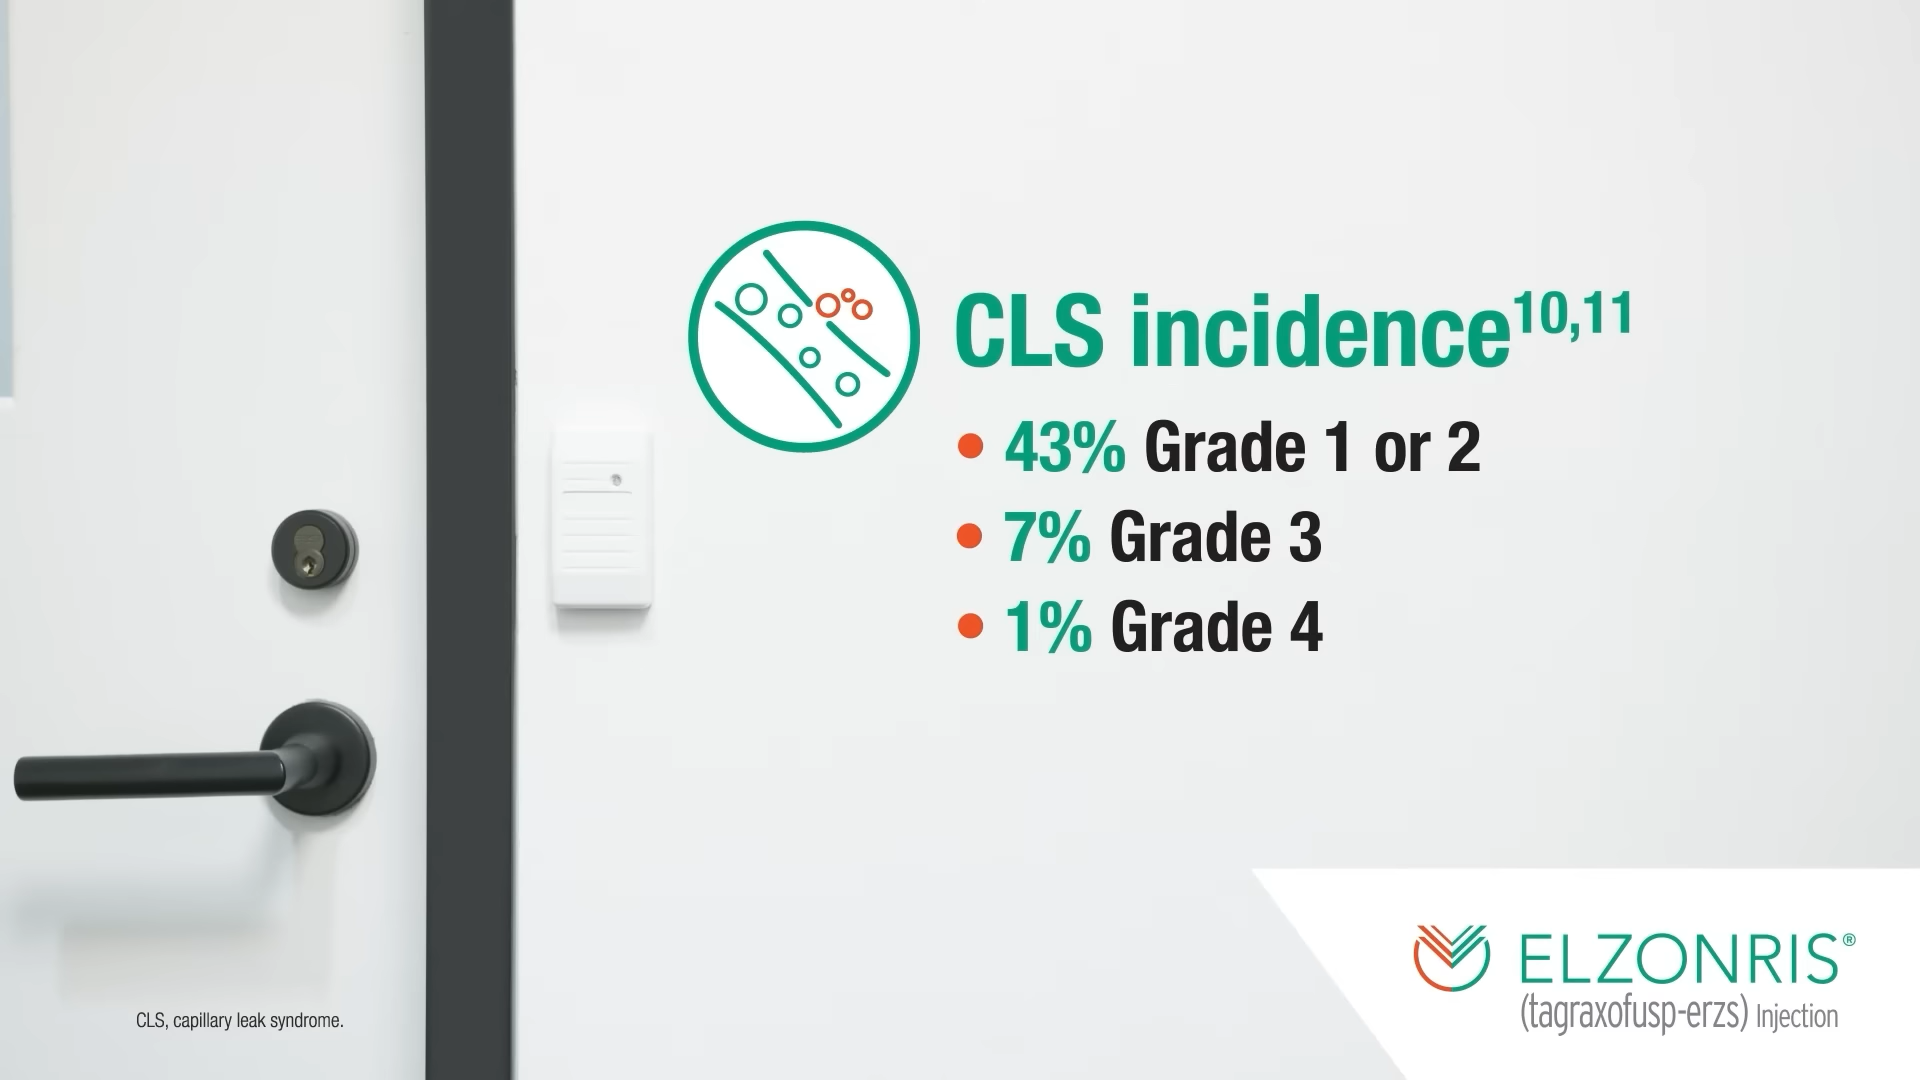 CLS incidence10,11
• 43% Grade 1 or 2
• 7% Grade 3
• 1% Grade 4
CLS, capillary leak syndrome.
ELZONRIS®
(tagraxofusp-erzs) Injection